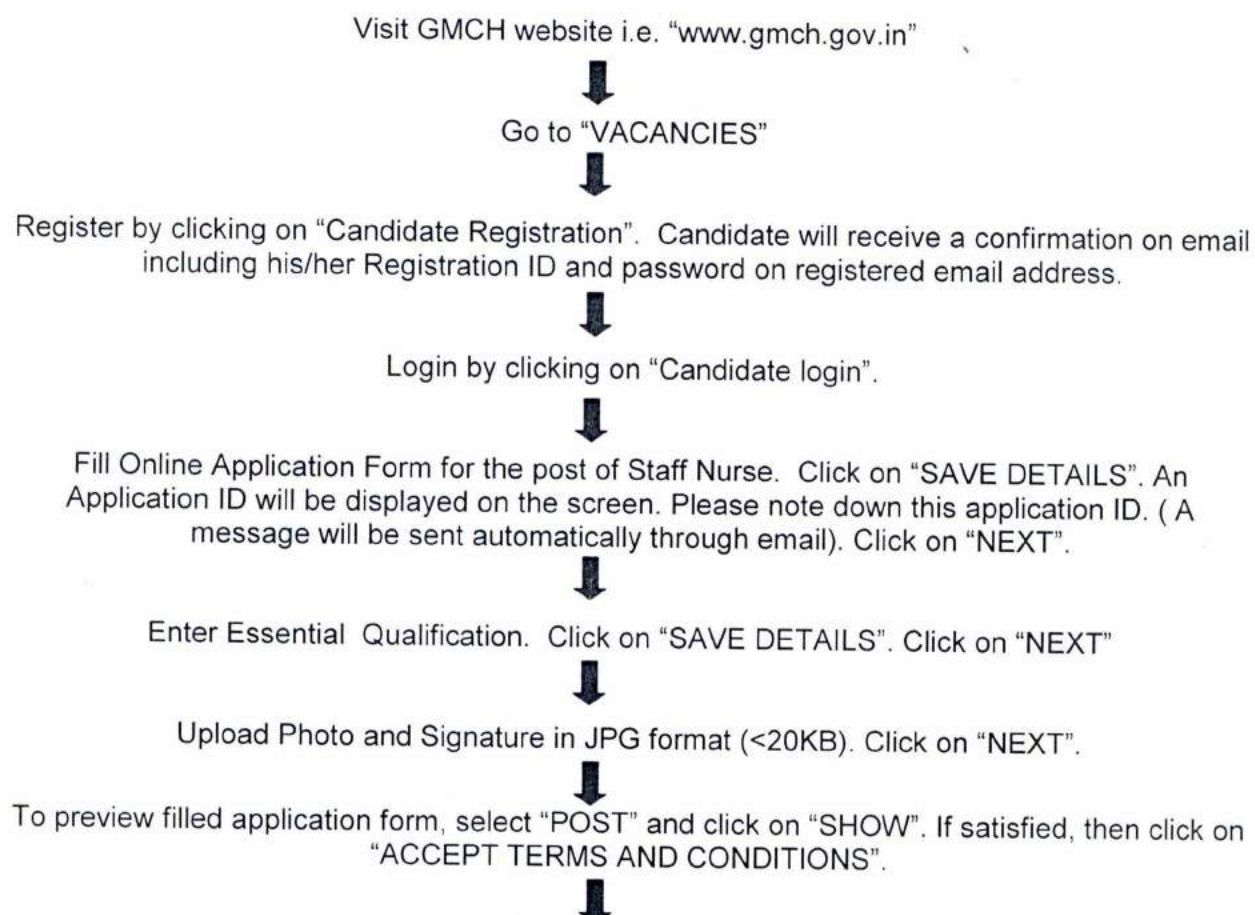 Visit GMCH website i.e. “www.gmch.gov.in”
Go to “VACANCIES”
Register by clicking on “Candidate Registration”. Candidate will receive a confirmation on email
including his/her Registration ID and password on registered email address.
Login by clicking on “Candidate login”.
Fill Online Application Form for the post of Staff Nurse. Click on “SAVE DETAILS”. An
Application ID will be displayed on the screen. Please note down this application ID. ( A
message will be sent automatically through email). Click on “NEXT”.
Enter Essential Qualification. Click on “SAVE DETAILS”. Click on “NEXT”
Upload Photo and Signature in JPG format (<20KB). Click on “NEXT”.
To preview filled application form, select “POST” and click on “SHOW”. If satisfied, then click on
“ACCEPT TERMS AND CONDITIONS”.